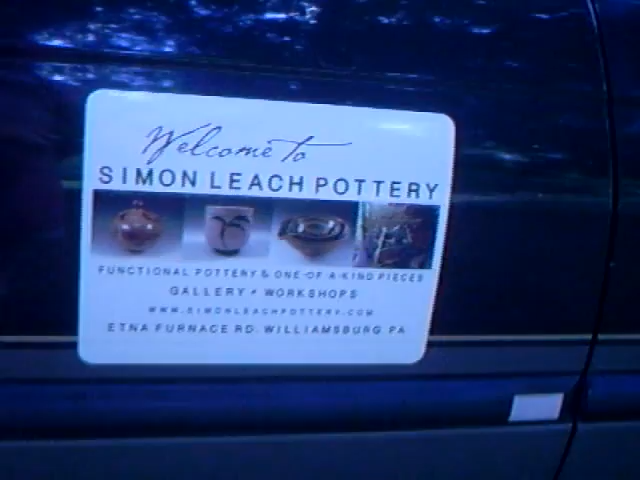 Welcome to
SIMON LEACH POTTERY
FUNCTIONAL POTTERY & ONE-OF A-KIND PIECES
GALLERY • WORKSHOPS
WWW.SIMONLEACHPOTTERY.COM
ETNA FURNACE RD. WILLIAMSBURG PA